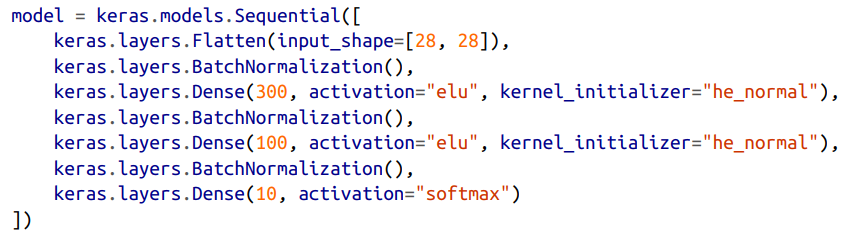 model = keras.models.Sequential([
    keras.layers.Flatten(input_shape=[28, 28]),
    keras.layers.BatchNormalization(),
    keras.layers.Dense(300, activation="elu", kernel_initializer="he_normal"),
    keras.layers.BatchNormalization(),
    keras.layers.Dense(100, activation="elu", kernel_initializer="he_normal"),
    keras.layers.BatchNormalization(),
    keras.layers.Dense(10, activation="softmax")
])